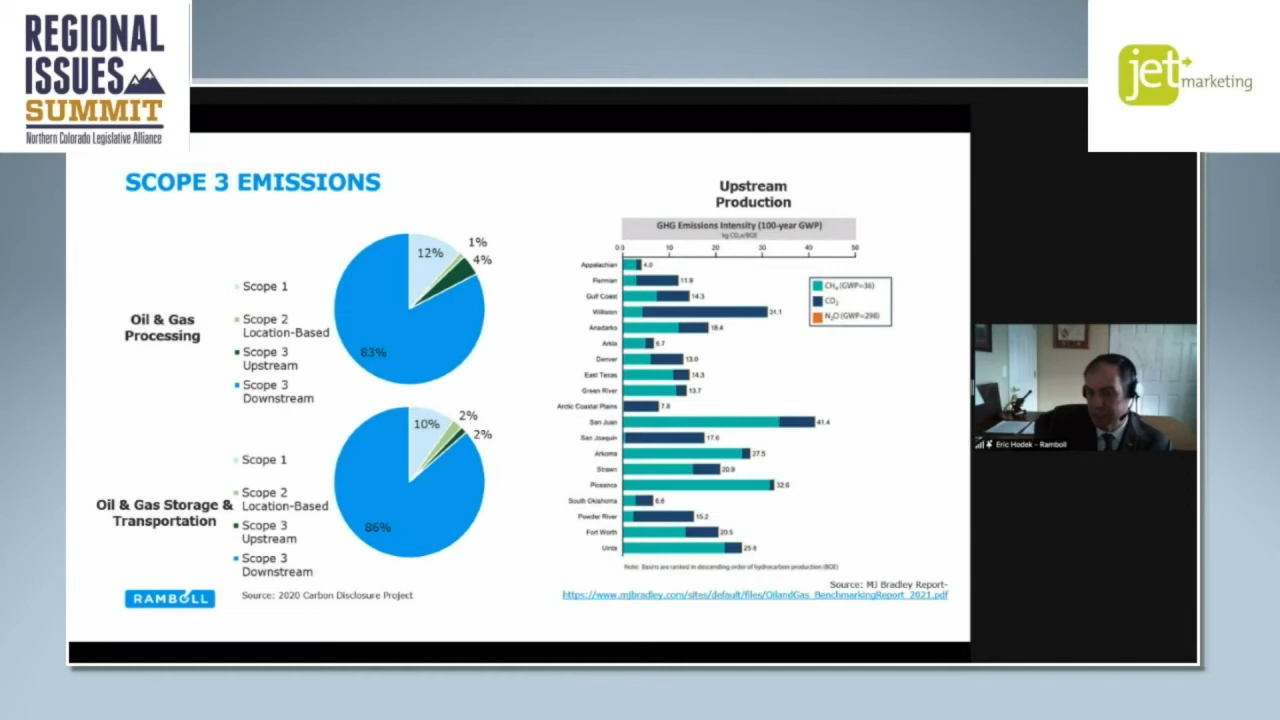 REGIONAL
ISSUES
SUMMIT
Northern Colorado Legislative Alliance
jet
marketing
SCOPE 3 EMISSIONS
Oil & Gas
Processing
Scope 1
Scope 2
Location-Based
Scope 3
Upstream
Scope 3
Downstream
12%
1%
4%
83%
Oil & Gas Storage &
Transportation
Scope 1
Scope 2
Location-Based
Scope 3
Upstream
Scope 3
Downstream
10%
2%
2%
86%
RAMBOLL
Source: 2020 Carbon Disclosure Project
Upstream
Production
GHG Emissions Intensity (100-year GWP)
kg CO₂e/BOE
0.0 10 20 30 40 50
Appalachian 4.0
Permian 11.9
Gulf Coast 14.3
Williston 31.1
Anadarko 18.4
Arkla 6.7
Denver 13.0
East Texas 14.3
Green River 13.7
Arctic Coastal Plains 7.8
San Juan 41.4
San Joaquin 17.6
Arkoma 27.5
Strawn 20.9
Piceance 32.6
South Oklahoma 6.6
Powder River 15.2
Fort Worth 20.5
Uinta 25.6
CH₄ (GWP=36)
CO₂
N₂O (GWP=298)
Note: Basins are ranked in descending order of hydrocarbon production (BOE)
Source: MJ Bradley Report-
https://www.mjbradley.com/sites/default/files/OilandGas_BenchmarkingReport_2021.pdf
Eric Hodek - Ramboll